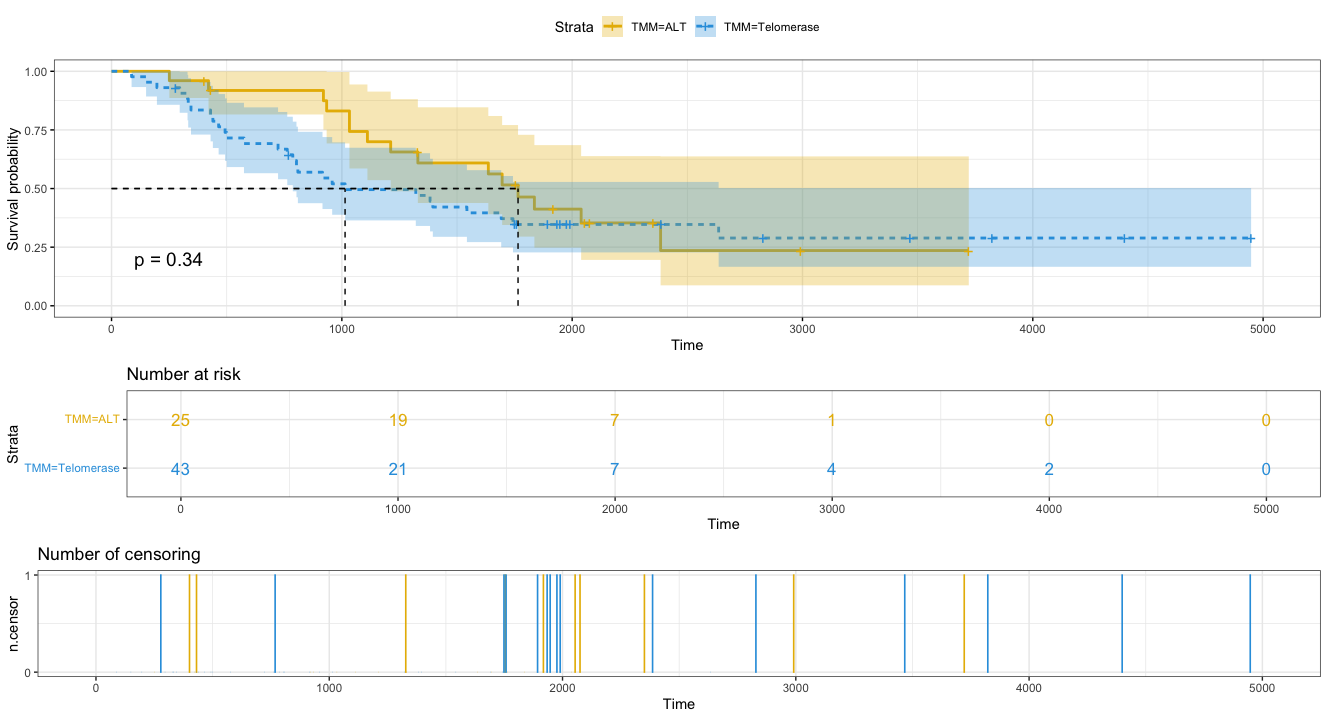 Strata TMM=ALT TMM=Telomerase
Survival probability
1.00
0.75
0.50
0.25
0.00
p = 0.34
0 1000 2000 3000 4000 5000
Time
Number at risk
Strata
TMM=ALT 25 19 7 1 0 0
TMM=Telomerase 43 21 7 4 2 0
0 1000 2000 3000 4000 5000
Time
Number of censoring
n.censor
1
0
0 1000 2000 3000 4000 5000
Time